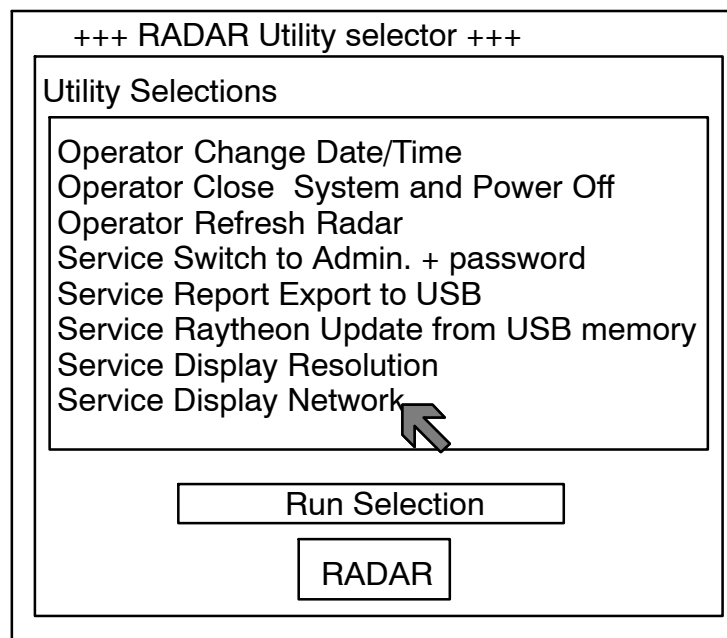 +++ RADAR Utility selector +++
Utility Selections
Operator Change Date/Time
Operator Close  System and Power Off
Operator Refresh Radar
Service Switch to Admin. + password
Service Report Export to USB
Service Raytheon Update from USB memory
Service Display Resolution
Service Display Network
Run Selection
RADAR